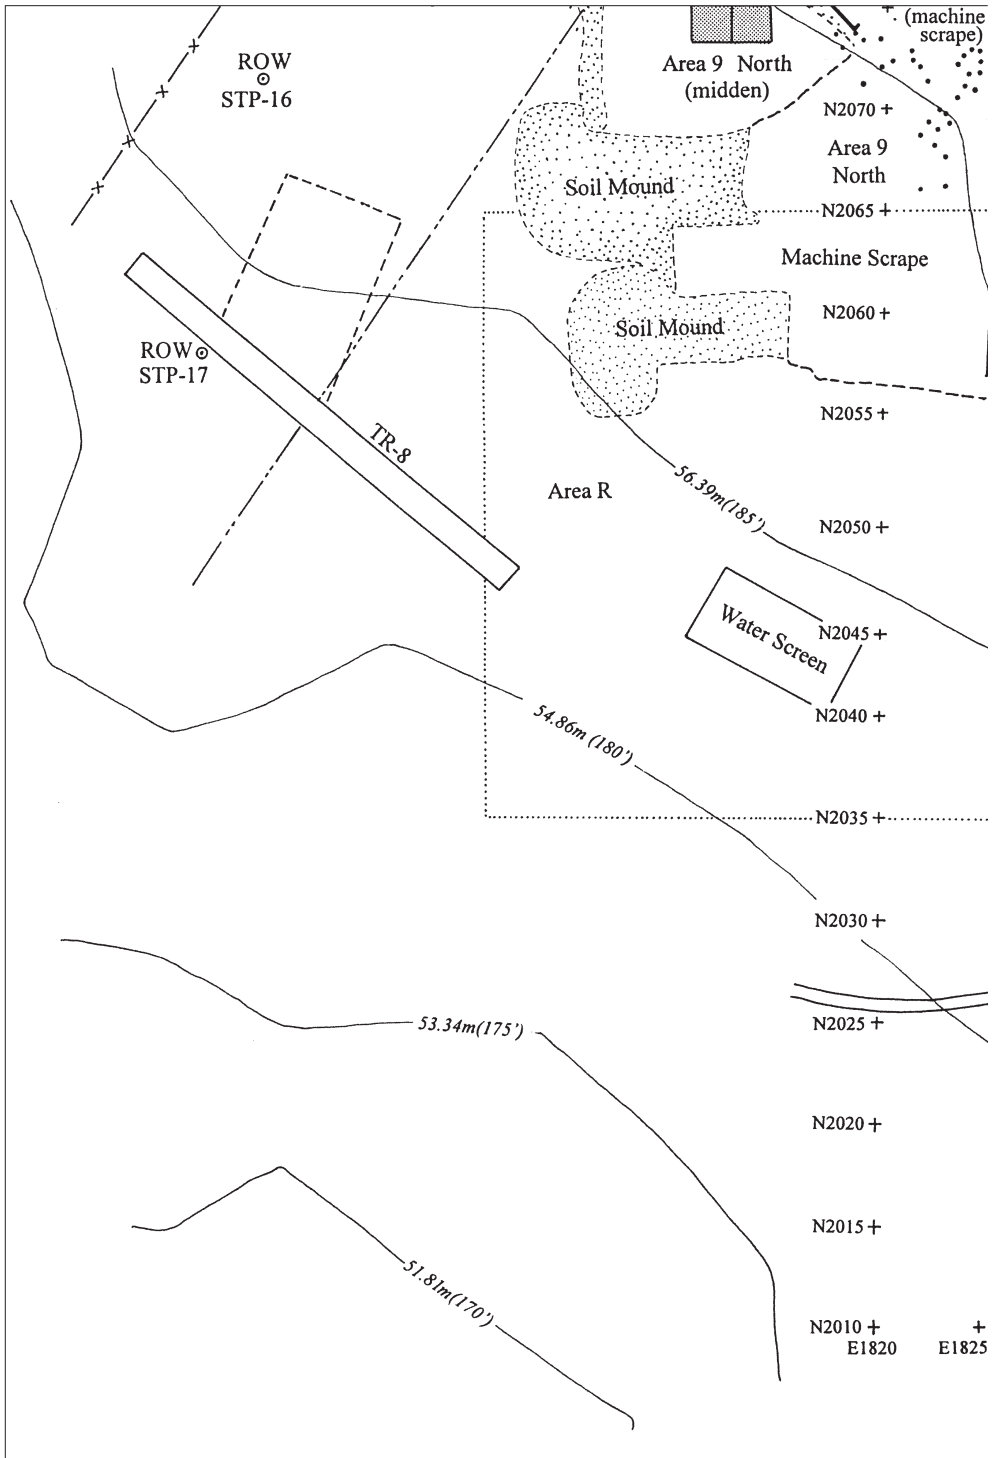 (machine
scrape)
ROW
STP-16
Area 9 North
(midden)
N2070
Area 9
North
Soil Mound
N2065
Machine Scrape
N2060
Soil Mound
ROW
STP-17
N2055
TR-8
56.39m(185')
Area R
N2050
Water Screen
N2045
N2040
54.86m (180')
N2035
N2030
53.34m(175')
N2025
N2020
N2015
51.81m(170')
N2010
E1820 E1825